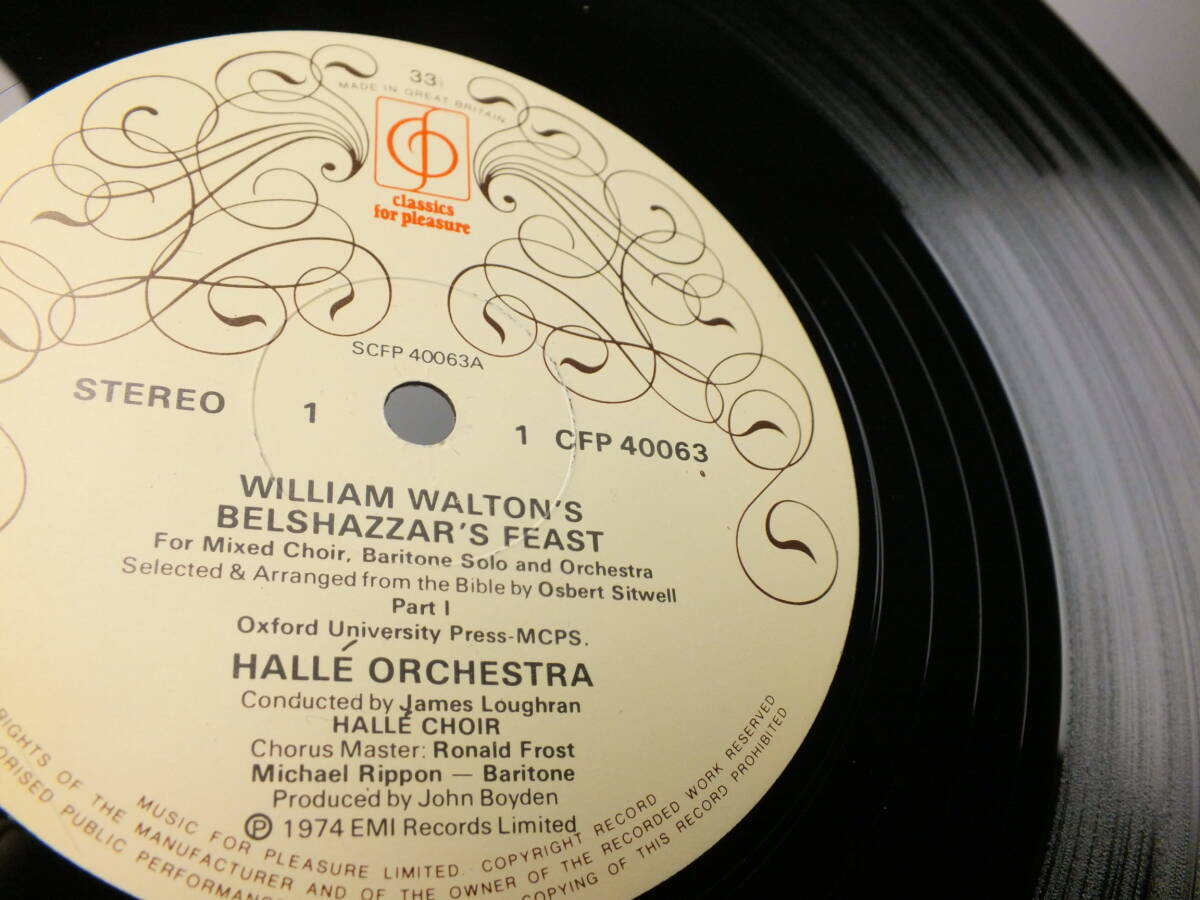 33⅓
MADE IN GREAT BRITAIN
classics
for pleasure
SCFP 40063A
STEREO 1 1 CFP 40063
WILLIAM WALTON'S
BELSHAZZAR'S FEAST
For Mixed Choir, Baritone Solo and Orchestra
Selected & Arranged from the Bible by Osbert Sitwell
Part I
Oxford University Press-MCPS.
HALLÉ ORCHESTRA
Conducted by James Loughran
HALLÉ CHOIR
Chorus Master: Ronald Frost
Michael Rippon — Baritone
Produced by John Boyden
℗ 1974 EMI Records Limited
MUSIC FOR PLEASURE LIMITED. COPYRIGHT RECORD
RIGHTS OF THE MANUFACTURER AND OF THE OWNER OF THE RECORDED WORK RESERVED
PUBLIC COPYING OF THIS RECORD PROHIBITED